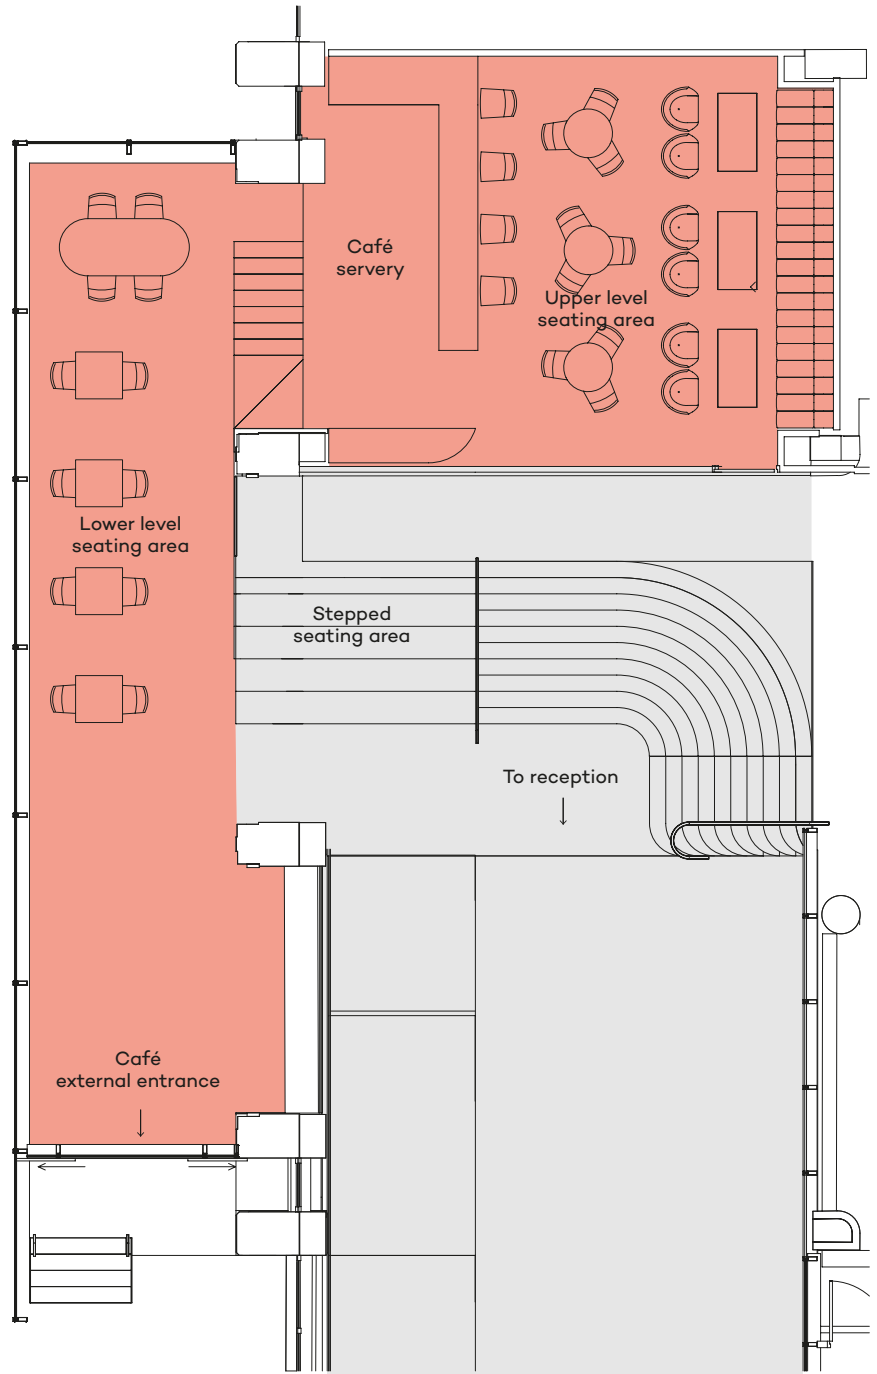 Café
servery
Upper level
seating area
Lower level
seating area
Stepped
seating area
To reception
Café
external entrance